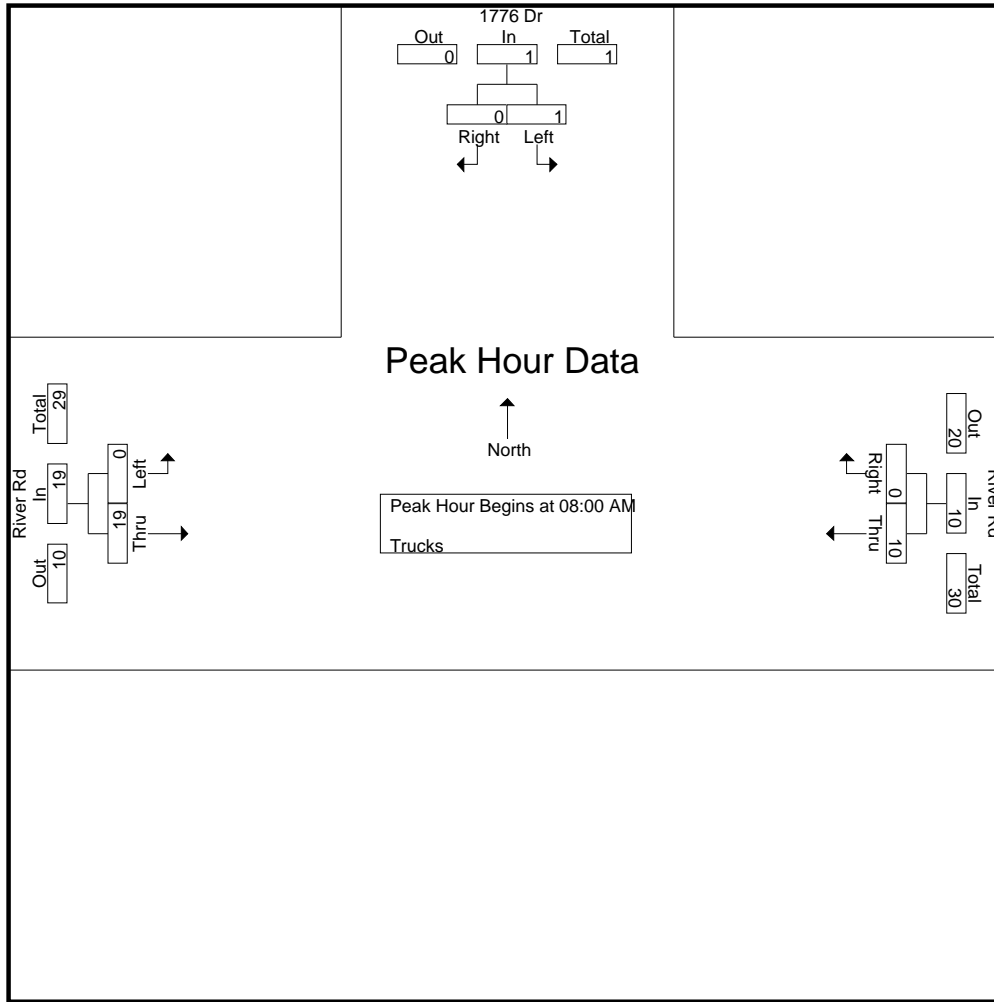 1776 Dr
Out In Total
0 1 1
0 1
Right Left
Peak Hour Data
North
Peak Hour Begins at 08:00 AM
Trucks
River Rd
Out In Total
10 19 29
19 0
Thru Left
River Rd
Out In Total
20 10 30
Right Thru
0 10